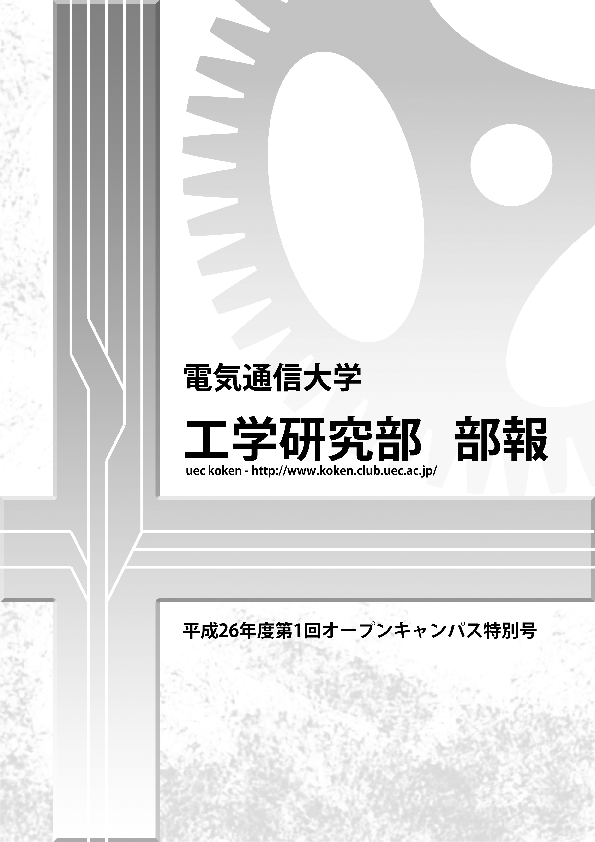 電気通信大学
工学研究部 部報
uec koken - http://www.koken.club.uec.ac.jp/
平成26年度第1回オープンキャンパス特別号